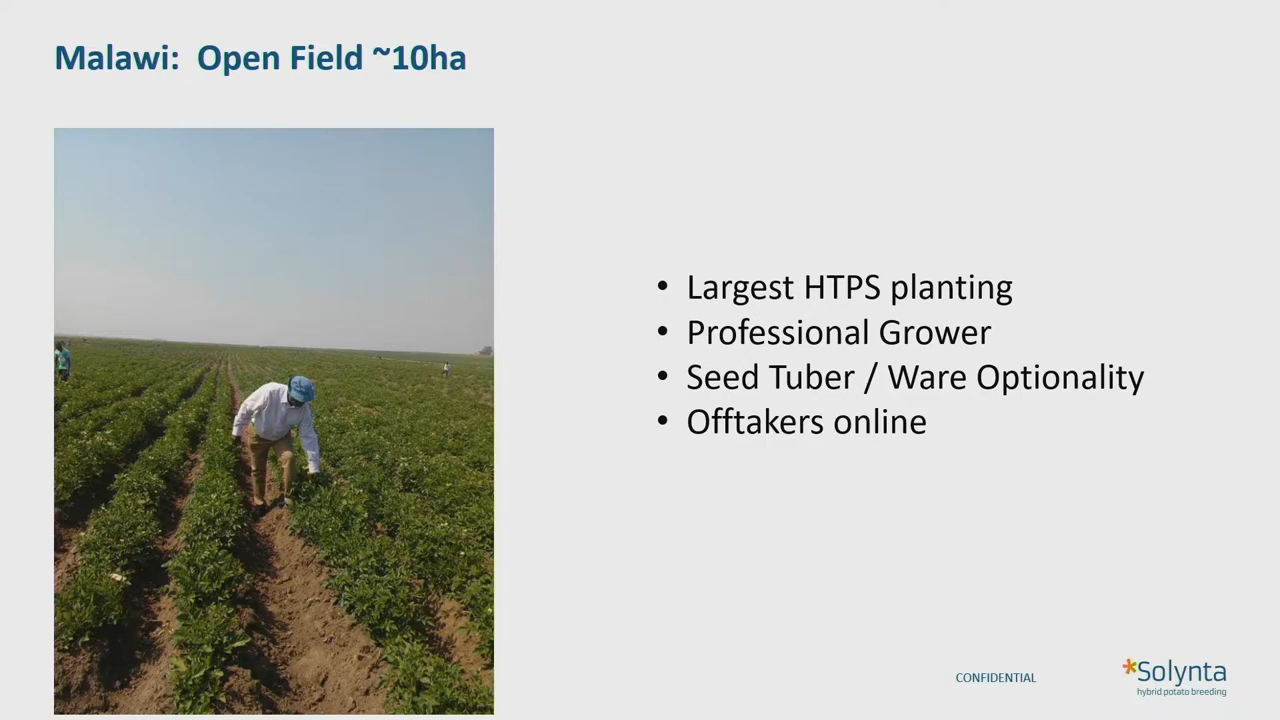 Malawi:  Open Field ~10ha
• Largest HTPS planting
• Professional Grower
• Seed Tuber / Ware Optionality
• Offtakers online
CONFIDENTIAL
Solynta
hybrid potato breeding